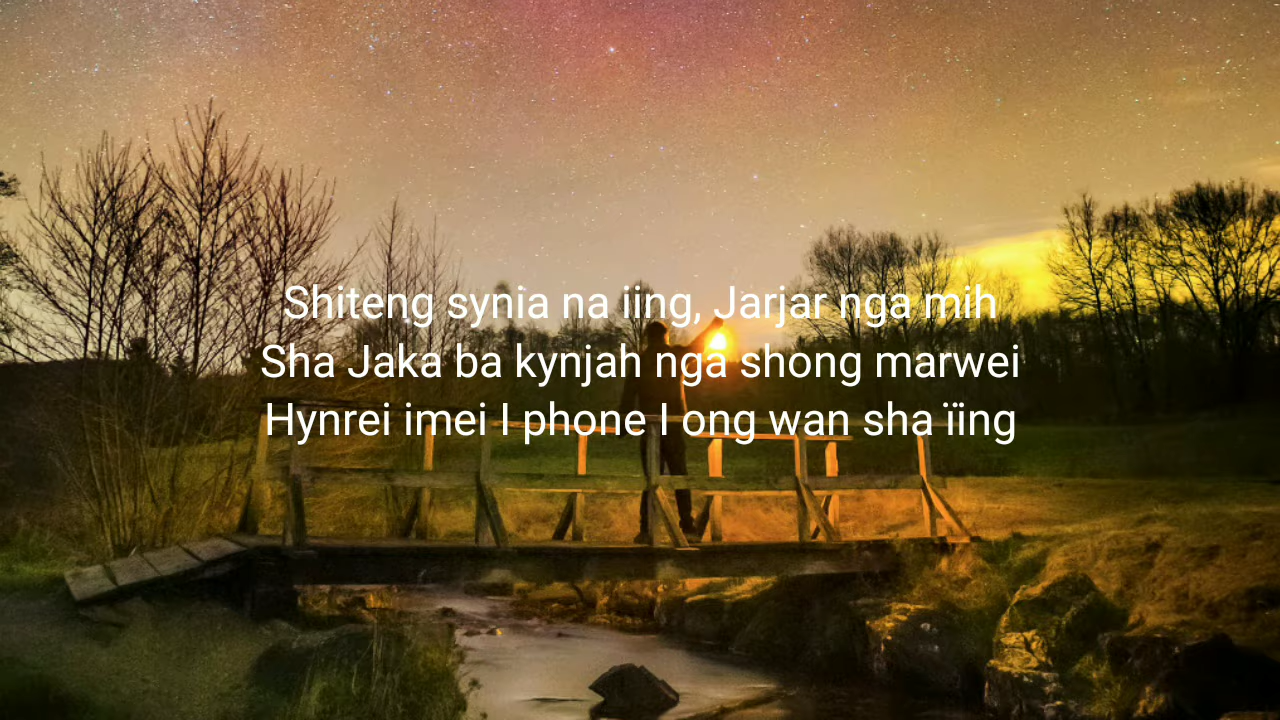 Shiteng synia na iing, Jarjar nga mih
Sha Jaka ba kynjah nga shong marwei
Hynrei imei I phone I ong wan sha ïing